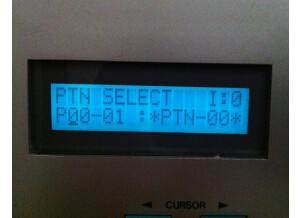 PTN SELECT I:0
P00-01 :*PTN-00*
◄ CURSOR ►